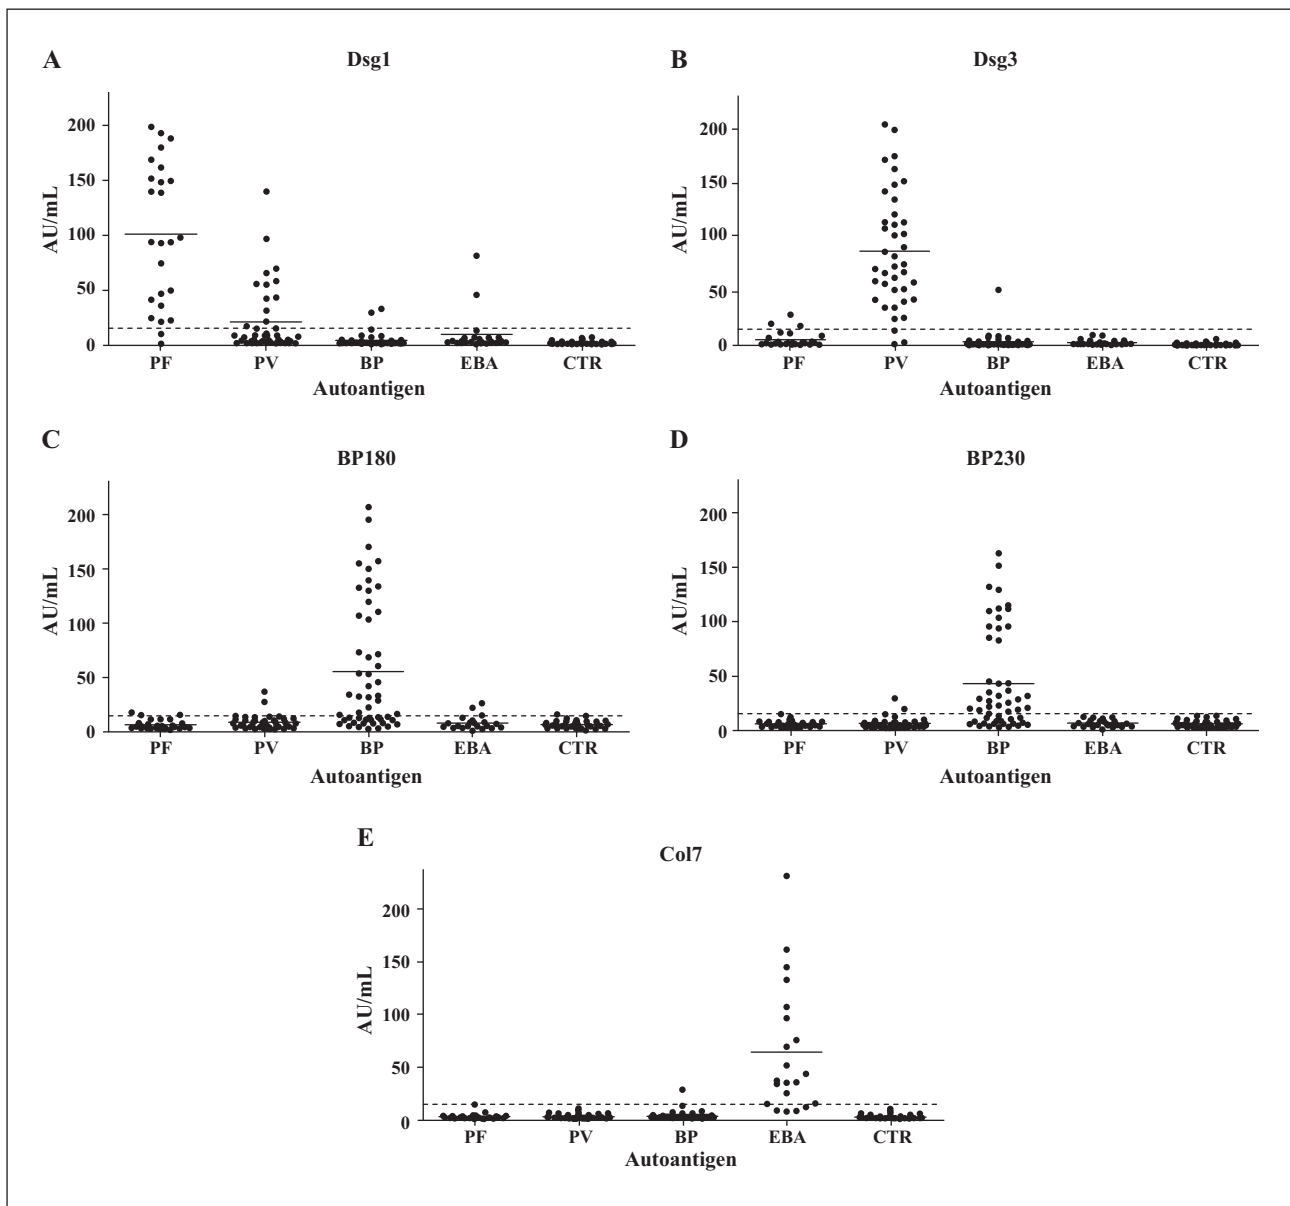 A
Dsg1
AU/mL
200
150
100
50
0
PF PV BP EBA CTR
Autoantigen
B
Dsg3
AU/mL
200
150
100
50
0
PF PV BP EBA CTR
Autoantigen
C
BP180
AU/mL
200
150
100
50
0
PF PV BP EBA CTR
Autoantigen
D
BP230
AU/mL
200
150
100
50
0
PF PV BP EBA CTR
Autoantigen
E
Col7
AU/mL
200
150
100
50
0
PF PV BP EBA CTR
Autoantigen